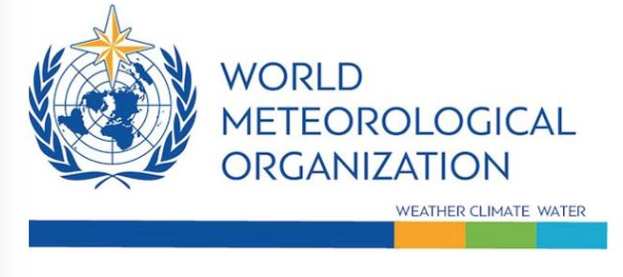 WORLD
METEOROLOGICAL
ORGANIZATION
WEATHER CLIMATE WATER